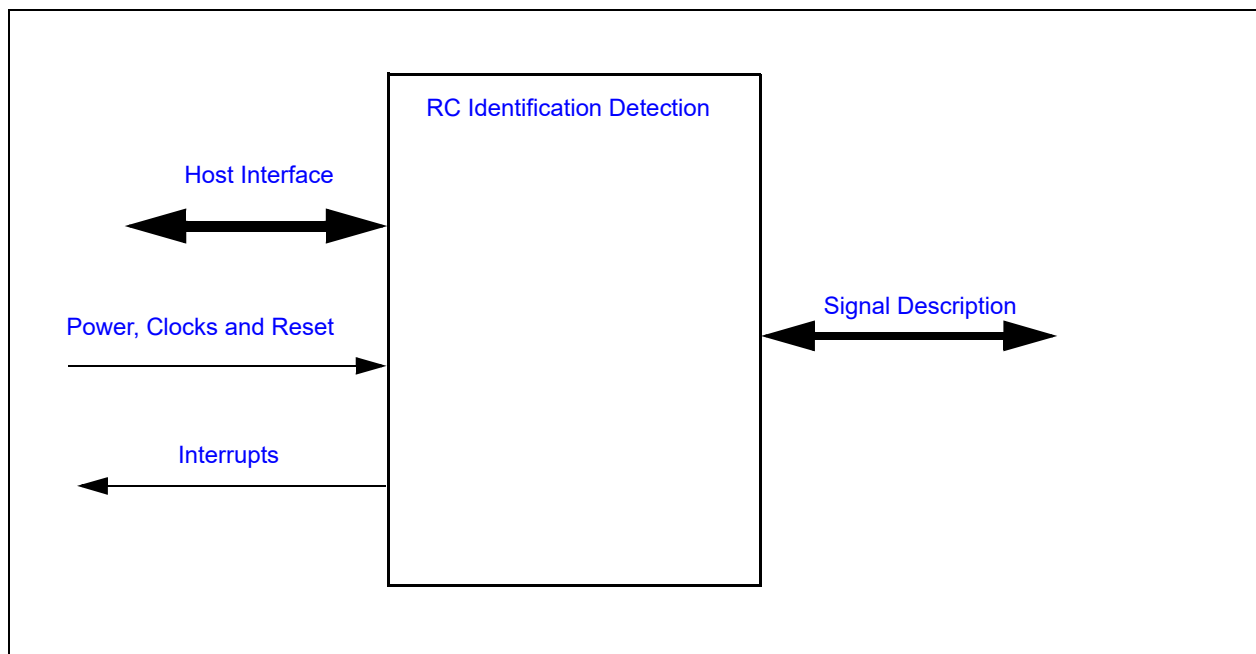 RC Identification Detection
Host Interface
Signal Description
Power, Clocks and Reset
Interrupts